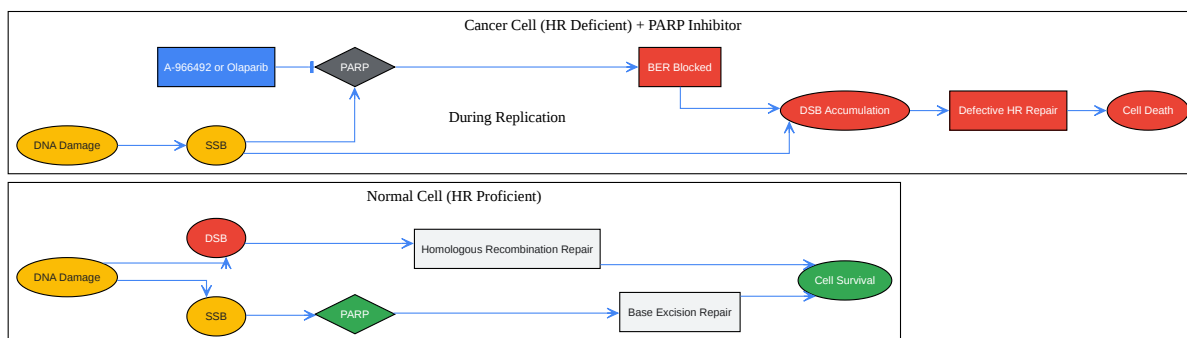 Cancer Cell (HR Deficient) + PARP Inhibitor
A-966492 or Olaparib
PARP
BER Blocked
During Replication
DSB Accumulation
Defective HR Repair
Cell Death
DNA Damage
SSB
Normal Cell (HR Proficient)
DSB
Homologous Recombination Repair
DNA Damage
Cell Survival
SSB
PARP
Base Excision Repair